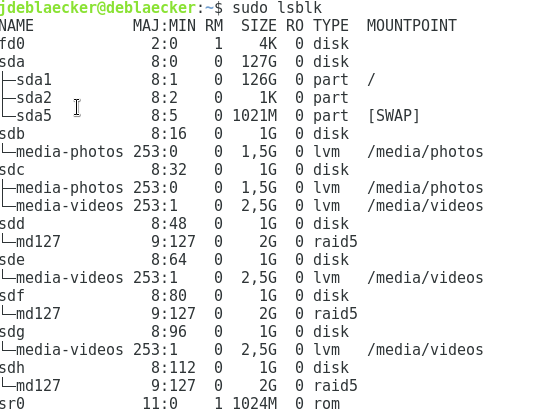 jdeblaecker@deblaecker:~$ sudo lsblk
NAME           MAJ:MIN RM  SIZE RO TYPE  MOUNTPOINT
fd0              2:0    1    4K  0 disk
sda              8:0    0  127G  0 disk
├─sda1           8:1    0  126G  0 part  /
├─sda2           8:2    0    1K  0 part
└─sda5           8:5    0 1021M  0 part  [SWAP]
sdb              8:16   0    1G  0 disk
└─media-photos 253:0    0  1,5G  0 lvm   /media/photos
sdc              8:32   0    1G  0 disk
├─media-photos 253:0    0  1,5G  0 lvm   /media/photos
└─media-videos 253:1    0  2,5G  0 lvm   /media/videos
sdd              8:48   0    1G  0 disk
└─md127          9:127  0    2G  0 raid5
sde              8:64   0    1G  0 disk
└─media-videos 253:1    0  2,5G  0 lvm   /media/videos
sdf              8:80   0    1G  0 disk
└─md127          9:127  0    2G  0 raid5
sdg              8:96   0    1G  0 disk
└─media-videos 253:1    0  2,5G  0 lvm   /media/videos
sdh              8:112  0    1G  0 disk
└─md127          9:127  0    2G  0 raid5
sr0             11:0    1 1024M  0 rom